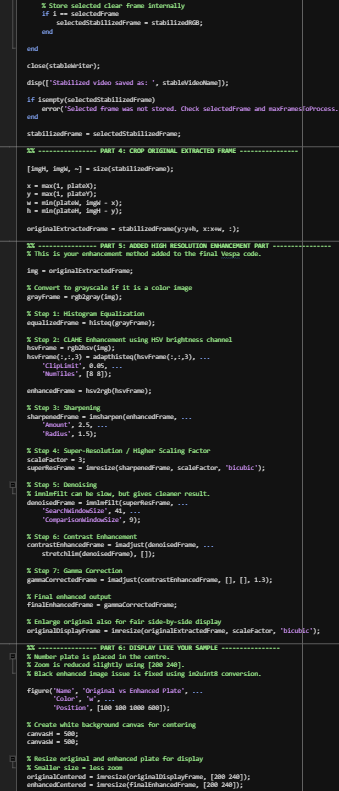 % Store selected clear frame internally
if i == selectedFrame
selectedStabilizedFrame = stabilizedRGB;
end
end
close(stableWriter);
disp(['Stabilized video saved as: ', stableVideoName]);
if isempty(selectedStabilizedFrame)
error('Selected frame was not stored. Check selectedFrame and maxFramesToProcess.
end
stabilizedFrame = selectedStabilizedFrame;
%% ---------------- PART 4: CROP ORIGINAL EXTRACTED FRAME ----------------
[imgH, imgW, ~] = size(stabilizedFrame);
x = max(1, plateX);
y = max(1, plateY);
w = min(plateW, imgW - x);
h = min(plateH, imgH - y);
originalExtractedFrame = stabilizedFrame(y:y+h, x:x+w, :);
%% ---------------- PART 5: ADDED HIGH RESOLUTION ENHANCEMENT PART ----------------
% This is your enhancement method added to the final Vespa code.
img = originalExtractedFrame;
% Convert to grayscale if it is a color image
grayFrame = rgb2gray(img);
% Step 1: Histogram Equalization
equalizedFrame = histeq(grayFrame);
% Step 2: CLAHE Enhancement using HSV brightness channel
hsvFrame = rgb2hsv(img);
hsvFrame(:,:,3) = adapthisteq(hsvFrame(:,:,3), ...
'ClipLimit', 0.05, ...
'NumTiles', [8 8]);
enhancedFrame = hsv2rgb(hsvFrame);
% Step 3: Sharpening
sharpenedFrame = imsharpen(enhancedFrame, ...
'Amount', 2.5, ...
'Radius', 1.5);
% Step 4: Super-Resolution / Higher Scaling Factor
scaleFactor = 3;
superResFrame = imresize(sharpenedFrame, scaleFactor, 'bicubic');
% Step 5: Denoising
% imnlmfilt can be slow, but gives cleaner result.
denoisedFrame = imnlmfilt(superResFrame, ...
'SearchWindowSize', 41, ...
'ComparisonWindowSize', 9);
% Step 6: Contrast Enhancement
contrastEnhancedFrame = imadjust(denoisedFrame, ...
stretchlim(denoisedFrame), []);
% Step 7: Gamma Correction
gammaCorrectedFrame = imadjust(contrastEnhancedFrame, [], [], 1.3);
% Final enhanced output
finalEnhancedFrame = gammaCorrectedFrame;
% Enlarge original also for fair side-by-side display
originalDisplayFrame = imresize(originalExtractedFrame, scaleFactor, 'bicubic');
%% ---------------- PART 6: DISPLAY LIKE YOUR SAMPLE ----------------
% Number plate is placed in the centre.
% Zoom is reduced slightly using [200 240].
% Black enhanced image issue is fixed using im2uint8 conversion.
figure('Name', 'Original vs Enhanced Plate', ...
'Color', 'w', ...
'Position', [100 100 1000 600]);
% Create white background canvas for centering
canvasH = 500;
canvasW = 500;
% Resize original and enhanced plate for display
% Smaller size = less zoom
originalCentered = imresize(originalDisplayFrame, [200 240]);
enhancedCentered = imresize(finalEnhancedFrame, [200 240]);